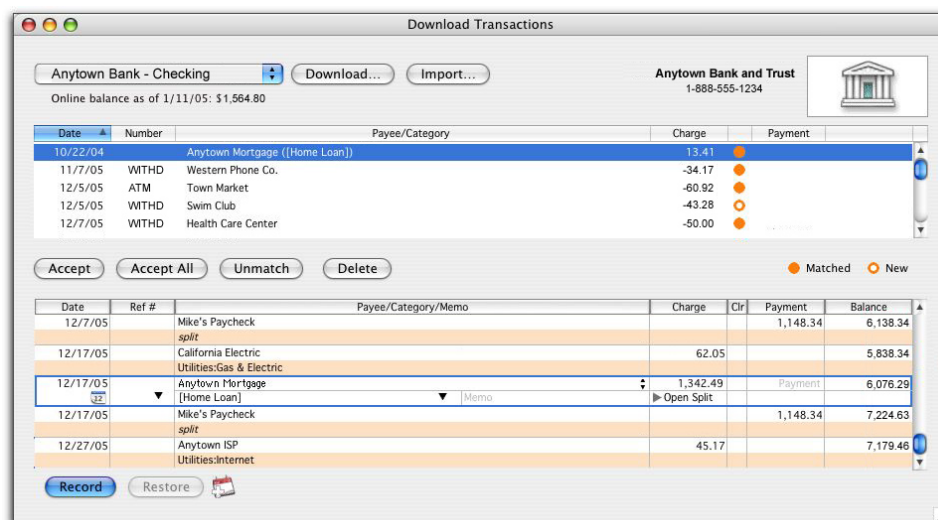 Download Transactions
Anytown Bank - Checking Download... Import... Anytown Bank and Trust
1-888-555-1234
Online balance as of 1/11/05: $1,564.80
Date Number Payee/Category Charge Payment
10/22/04 Anytown Mortgage ([Home Loan]) 13.41
11/7/05 WITHD Western Phone Co. -34.17
12/5/05 ATM Town Market -60.92
12/5/05 WITHD Swim Club -43.28
12/7/05 WITHD Health Care Center -50.00
Accept Accept All Unmatch Delete Matched New
Date Ref # Payee/Category/Memo Charge Clr Payment Balance
12/7/05 Mike's Paycheck 1,148.34 6,138.34
split
12/17/05 California Electric 62.05 5,838.34
Utilities:Gas & Electric
12/17/05 Anytown Mortgage 1,342.49 Payment 6,076.29
12 [Home Loan] Memo Open Split
12/17/05 Mike's Paycheck 1,148.34 7,224.63
split
12/27/05 Anytown ISP 45.17 7,179.46
Utilities:Internet
Record Restore